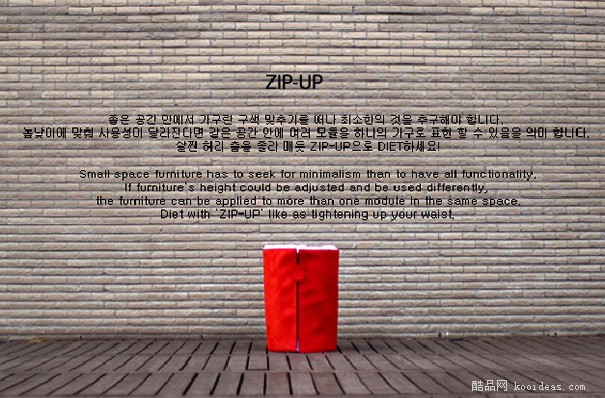 ZIP-UP
좁은 공간 안에서 가구란 구색 맞추기를 떠나 최소한의 것을 추구해야 합니다.
높낮이에 맞춰 사용성이 달라진다면 같은 공간 안에 여러 모듈을 하나의 가구로 표현 할 수 있음을 의미 합니다.
살찐 허리 춤을 졸라 매듯 ZIP-UP으로 DIET하세요!
Small space furniture has to seek for minimalism than to have all functionality.
If furniture's height could be adjusted and be used differently,
the furniture can be applied to more than one module in the same space.
Diet with 'ZIP-UP' like as tightening up your waist.
酷品网 kooideas.com